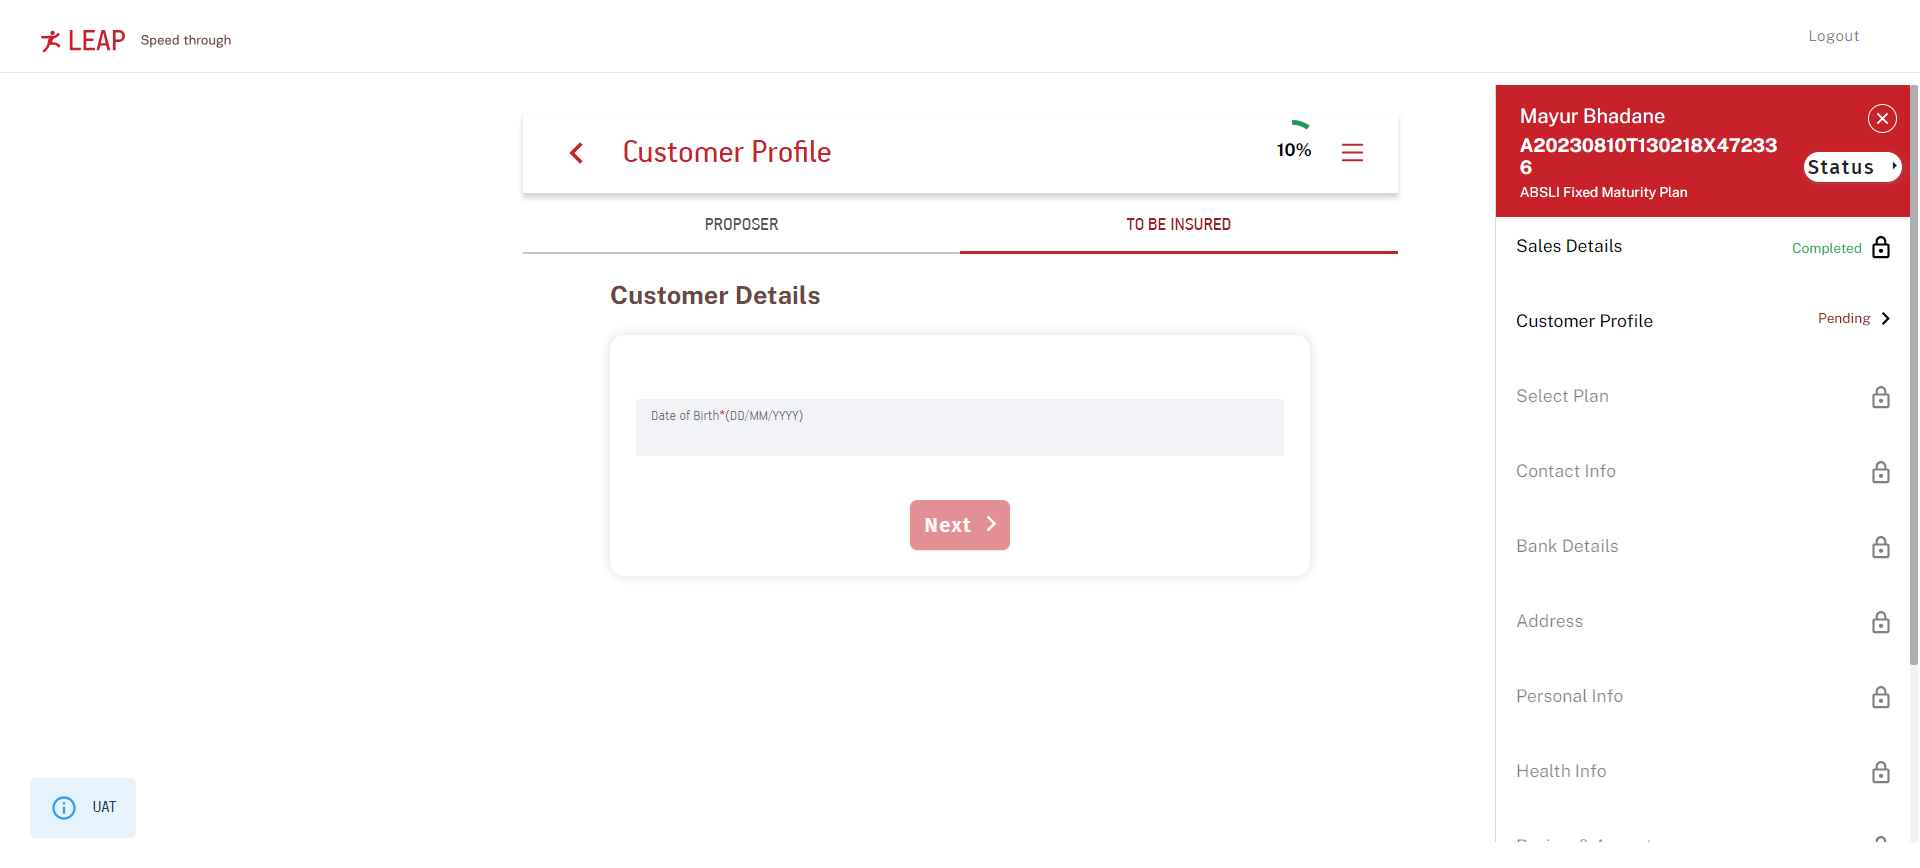 LEAP Speed through
Logout
Customer Profile
10%
PROPOSER
TO BE INSURED
Customer Details
Date of Birth*(DD/MM/YYYY)
Next
UAT
Mayur Bhadane
A20230810T130218X47233
6
ABSLI Fixed Maturity Plan
Status
Sales Details
Completed
Customer Profile
Pending
Select Plan
Contact Info
Bank Details
Address
Personal Info
Health Info